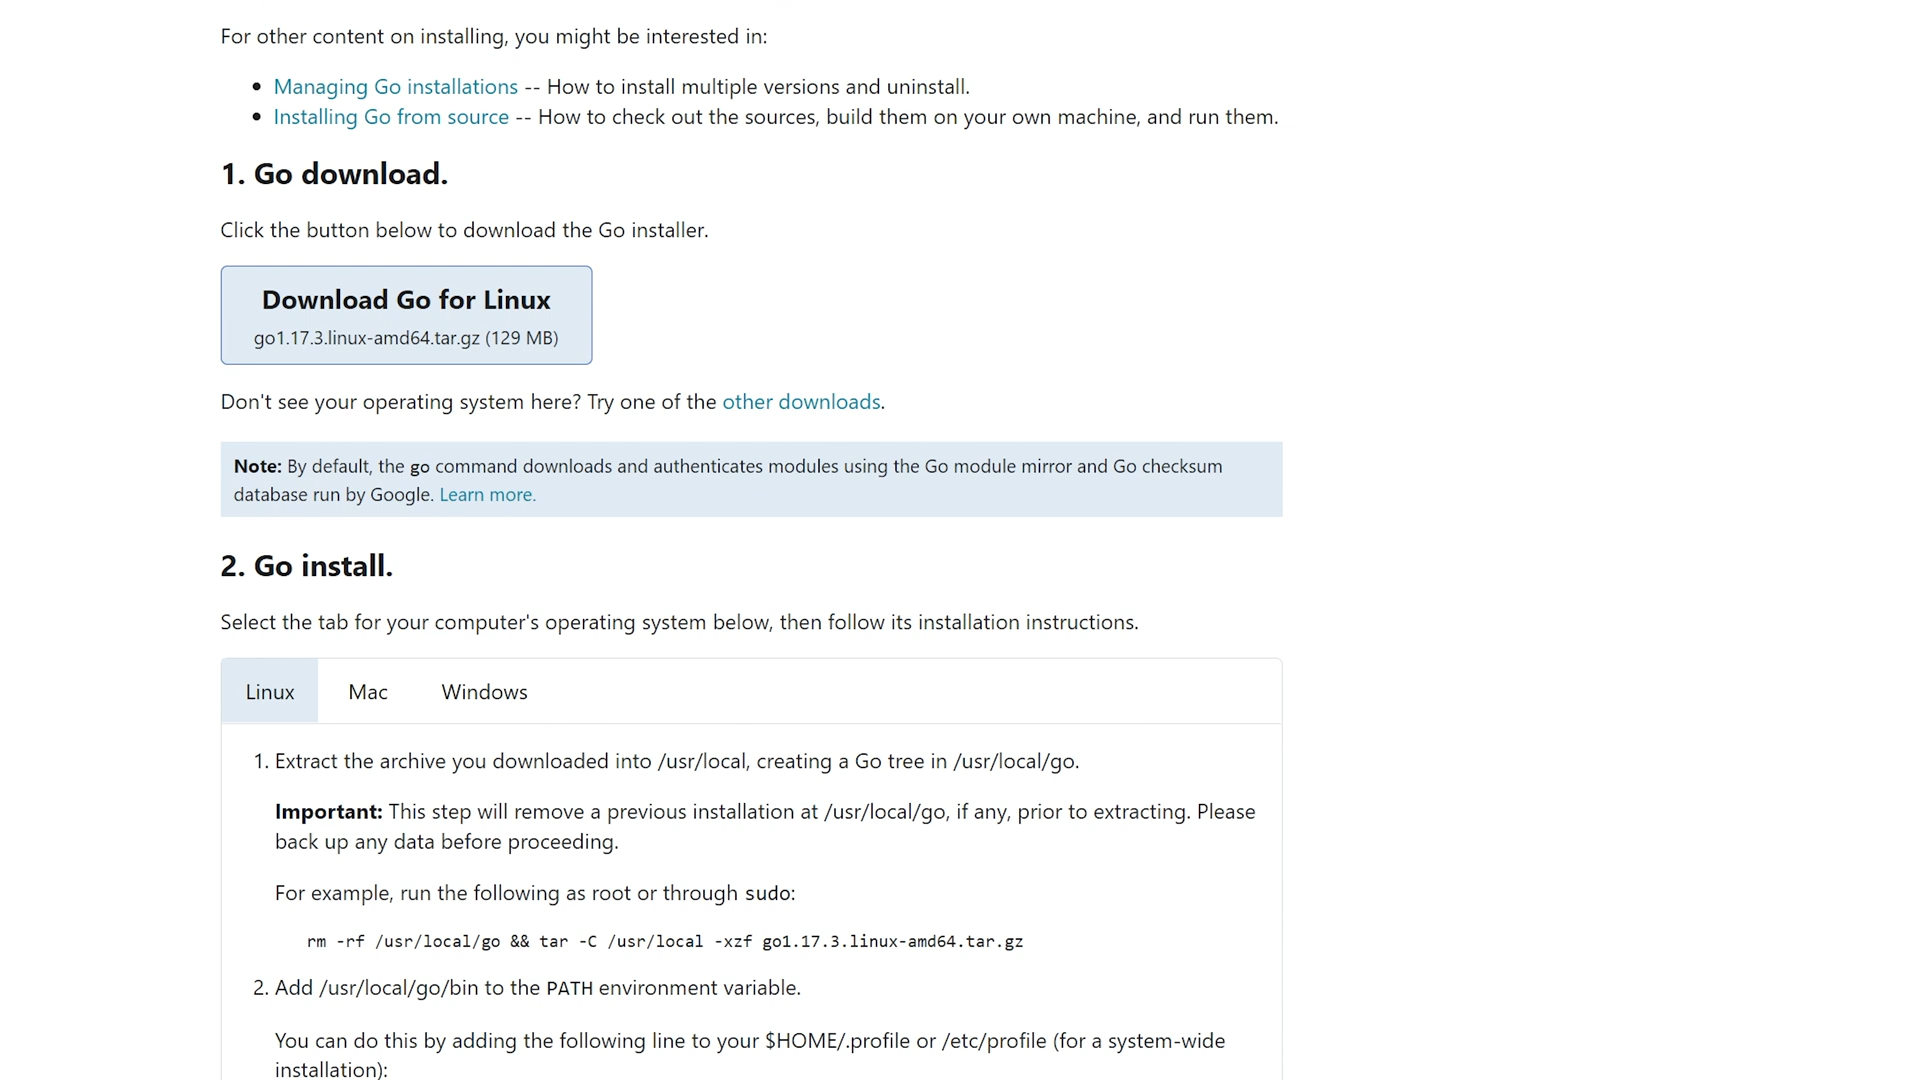 For other content on installing, you might be interested in:
• Managing Go installations -- How to install multiple versions and uninstall.
• Installing Go from source -- How to check out the sources, build them on your own machine, and run them.
1. Go download.
Click the button below to download the Go installer.
Download Go for Linux
go1.17.3.linux-amd64.tar.gz (129 MB)
Don't see your operating system here? Try one of the other downloads.
Note: By default, the go command downloads and authenticates modules using the Go module mirror and Go checksum
database run by Google. Learn more.
2. Go install.
Select the tab for your computer's operating system below, then follow its installation instructions.
Linux Mac Windows
1. Extract the archive you downloaded into /usr/local, creating a Go tree in /usr/local/go.
Important: This step will remove a previous installation at /usr/local/go, if any, prior to extracting. Please
back up any data before proceeding.
For example, run the following as root or through sudo:
rm -rf /usr/local/go && tar -C /usr/local -xzf go1.17.3.linux-amd64.tar.gz
2. Add /usr/local/go/bin to the PATH environment variable.
You can do this by adding the following line to your $HOME/.profile or /etc/profile (for a system-wide
installation):